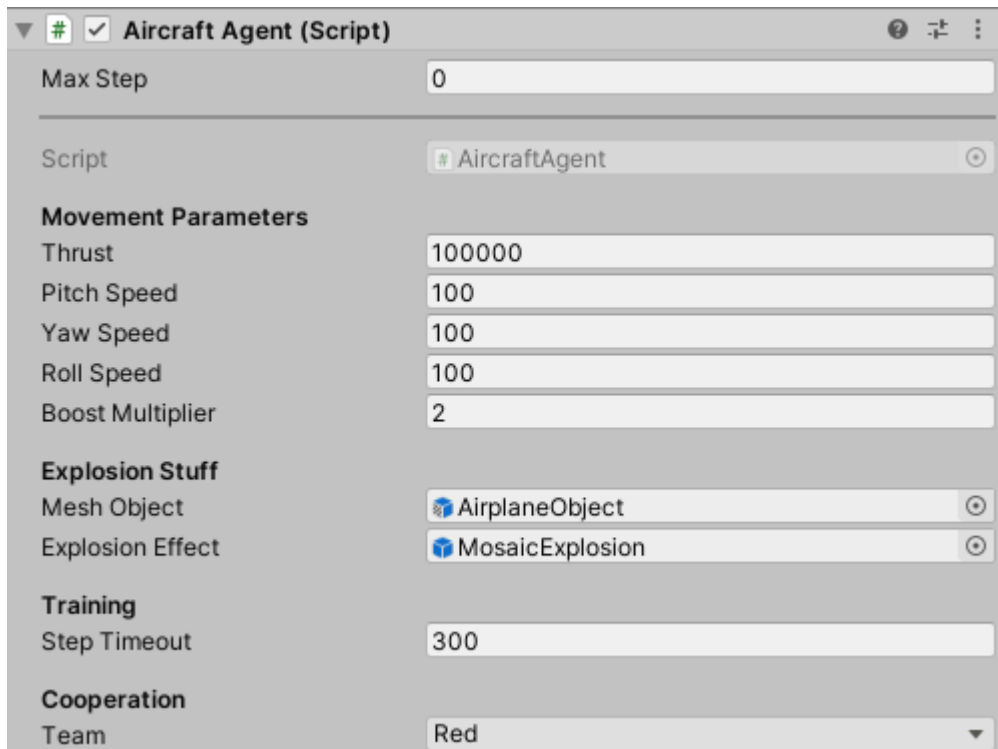 # Aircraft Agent (Script)
Max Step 0
Script # AircraftAgent
Movement Parameters
Thrust 100000
Pitch Speed 100
Yaw Speed 100
Roll Speed 100
Boost Multiplier 2
Explosion Stuff
Mesh Object AirplaneObject
Explosion Effect MosaicExplosion
Training
Step Timeout 300
Cooperation
Team Red